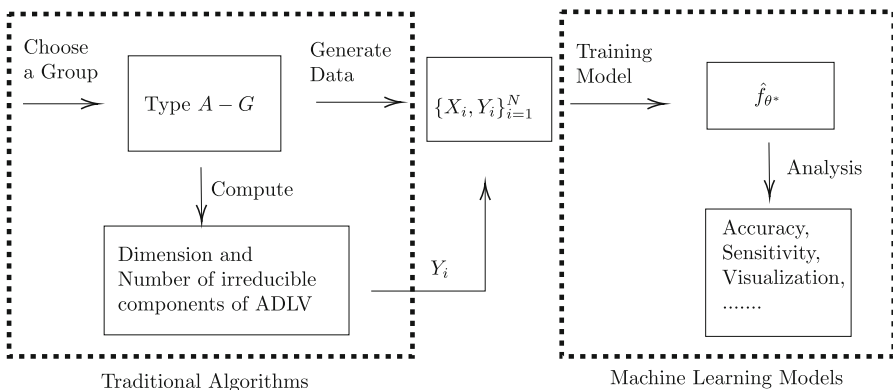 Choose
a Group
Type A − G
Generate
Data
{X_i, Y_i}_{i=1}^N
Training
Model
f̂_{θ*}
Compute
Analysis
Dimension and
Number of irreducible
components of ADLV
Y_i
Accuracy,
Sensitivity,
Visualization,
.......
Traditional Algorithms
Machine Learning Models